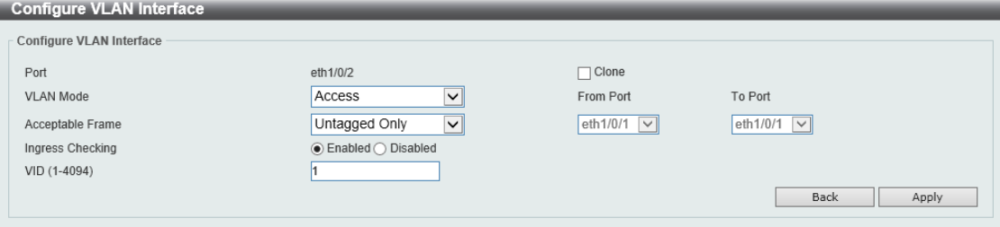 Configure VLAN Interface
Configure VLAN Interface
Port eth1/0/2 Clone
VLAN Mode Access From Port To Port
Acceptable Frame Untagged Only eth1/0/1 eth1/0/1
Ingress Checking Enabled Disabled
VID (1-4094) 1
Back Apply